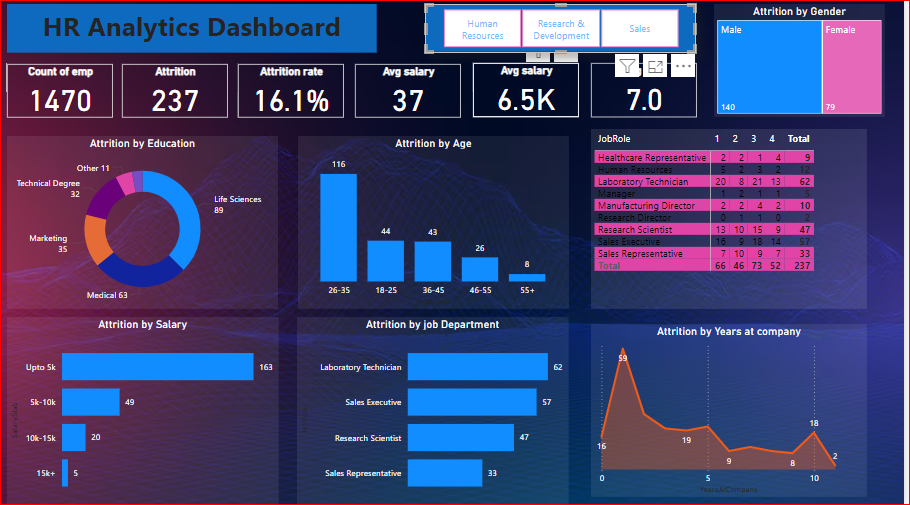 HR Analytics Dashboard
Human
Resources
Research &
Development
Sales
Attrition by Gender
Male
Female
140
79
Count of emp
1470
Attrition
237
Attrition rate
16.1%
Avg salary
37
Avg salary
6.5K
7.0
Attrition by Education
Other 11
Technical Degree
32
Marketing
35
Medical 63
Life Sciences
89
Attrition by Age
116
44
43
26
8
26-35
18-25
36-45
46-55
55+
JobRole 1 2 3 4 Total
Healthcare Representative 2 2 1 4 9
Human Resources 5 2 3 2 12
Laboratory Technician 20 8 21 13 62
Manager 1 2 1 1 5
Manufacturing Director 2 2 4 2 10
Research Director 0 1 1 0 2
Research Scientist 13 10 15 9 47
Sales Executive 16 9 18 14 57
Sales Representative 7 10 9 7 33
Total 66 46 73 52 237
Attrition by Salary
Upto 5k 163
5k-10k 49
10k-15k 20
15k+ 5
Attrition by job Department
Laboratory Technician 62
Sales Executive 57
Research Scientist 47
Sales Representative 33
Attrition by Years at company
59
16
19
9
8
18
2
0
5
10
YearsAtCompany